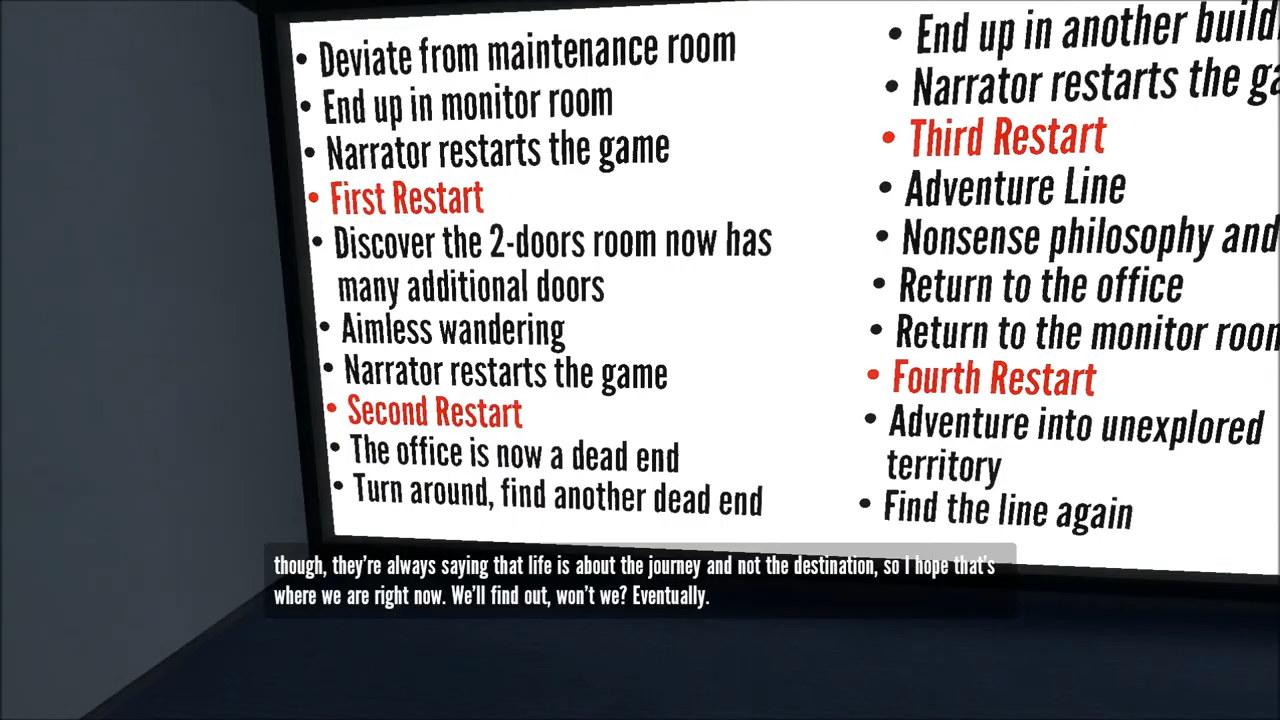 • Deviate from maintenance room
• End up in monitor room
• Narrator restarts the game
• First Restart
• Discover the 2-doors room now has
many additional doors
• Aimless wandering
• Narrator restarts the game
• Second Restart
• The office is now a dead end
• Turn around, find another dead end
• End up in another
• Narrator restarts the
• Third Restart
• Adventure Line
• Nonsense philosophy and
• Return to the office
• Return to the monitor
• Fourth Restart
• Adventure into unexplored
territory
• Find the line again
though, they're always saying that life is about the journey and not the destination, so I hope that's
where we are right now. We'll find out, won't we? Eventually.